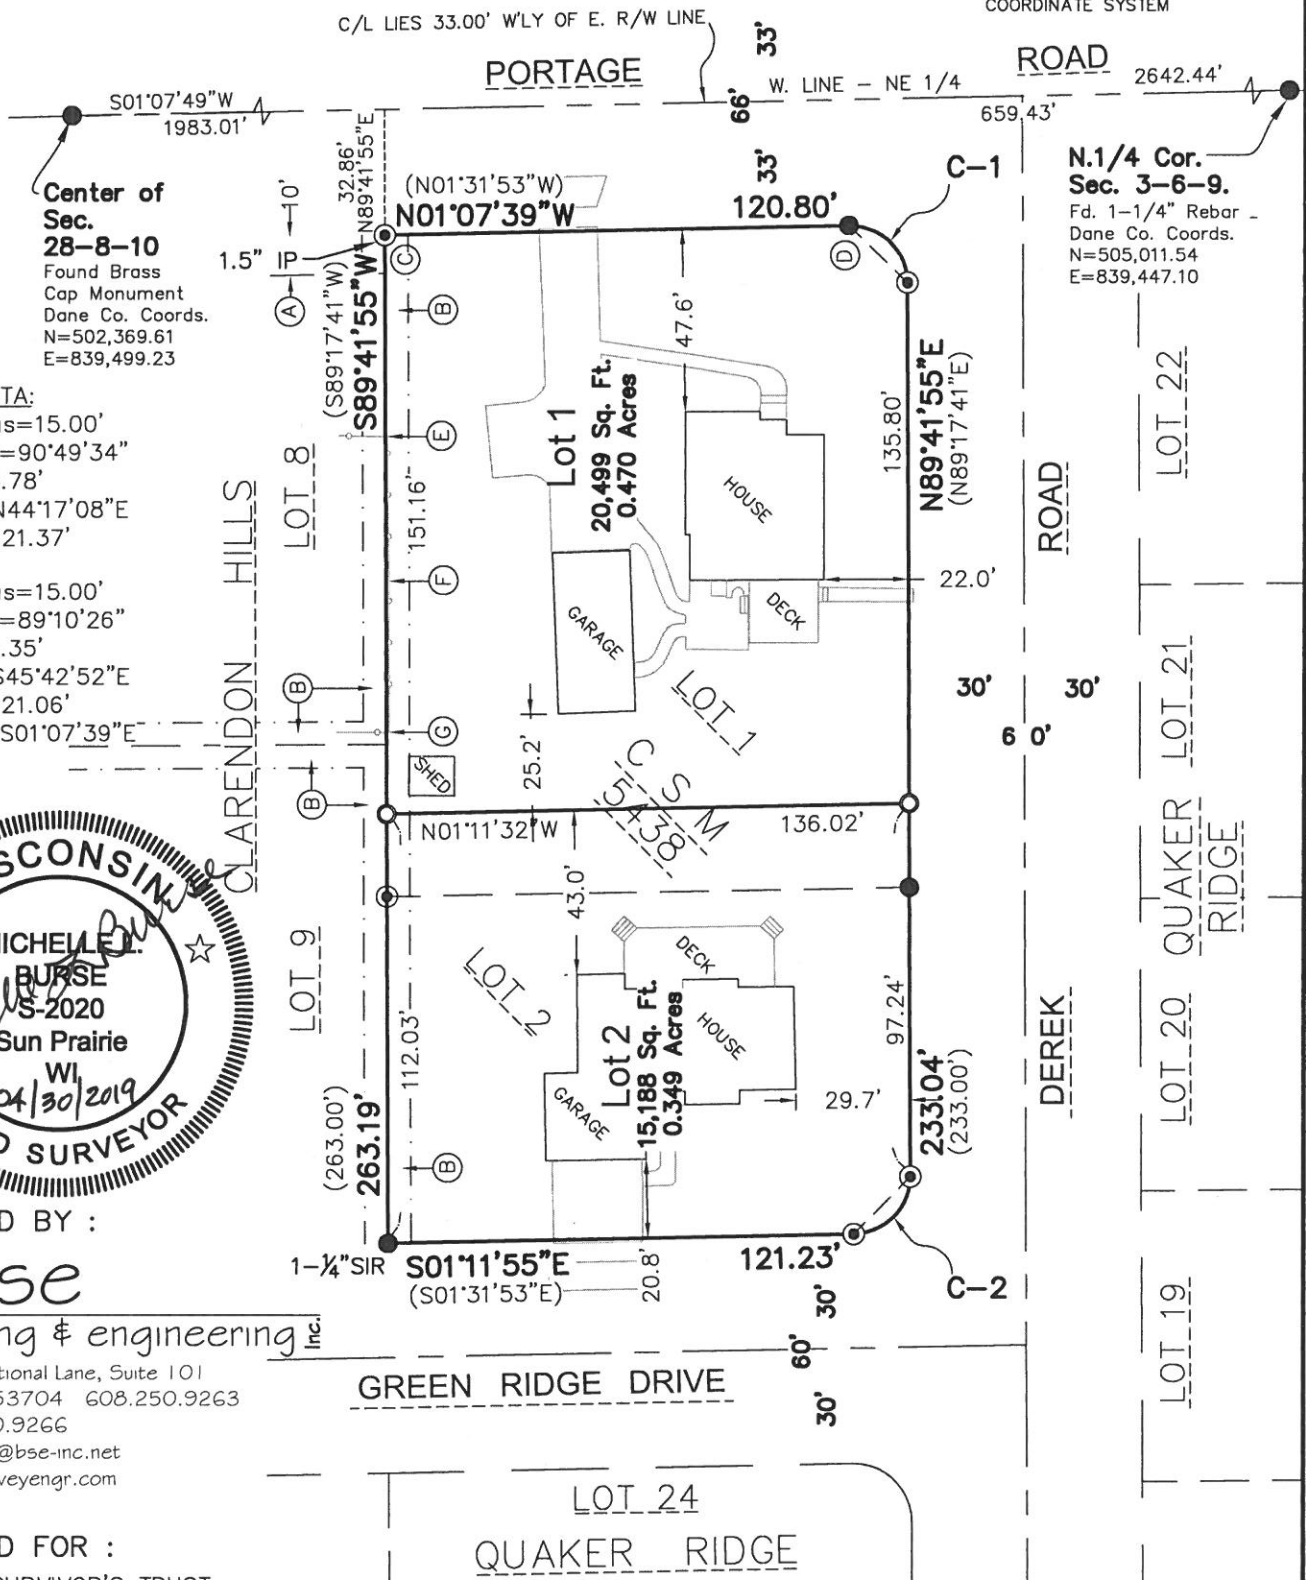 C/L LIES 33.00' W'LY OF E. R/W LINE
COORDINATE SYSTEM
PORTAGE
ROAD
33'
66'
33'
W. LINE - NE 1/4
2642.44'
659.43'
S01°07'49"W
1983.01'
Center of
Sec.
28-8-10
Found Brass
Cap Monument
Dane Co. Coords.
N=502,369.61
E=839,499.23
N.1/4 Cor.
Sec. 3-6-9.
Fd. 1-1/4" Rebar
Dane Co. Coords.
N=505,011.54
E=839,447.10
10'
32.86'
N89°41'55"E
1.5" IP
A
(N01°31'53"W)
N01°07'39"W
120.80'
C-1
C
D
B
E
F
G
B
B
B
(S89°17'41"W)
S89°41'55"W
151.16'
47.6'
Lot 1
20,499 Sq. Ft.
0.470 Acres
HOUSE
GARAGE
DECK
SHED
22.0'
135.80'
N89°41'55"E
(N89°17'41"E)
TA:
s=15.00'
=90°49'34"
.78'
N44°17'08"E
21.37'
s=15.00'
=89°10'26"
.35'
S45°42'52"E
21.06'
S01°07'39"E
LOT 8
CLARENDON HILLS
LOT 9
LOT 1
C S M
5438
LOT 2
25.2'
N01°11'32"W
136.02'
43.0'
DECK
HOUSE
GARAGE
Lot 2
15,188 Sq. Ft.
0.349 Acres
29.7'
97.24'
233.04'
(233.00')
112.03'
(263.00')
263.19'
30'
30'
60'
DEREK ROAD
LOT 22
LOT 21
QUAKER
RIDGE
LOT 20
LOT 19
SCONSIN
MICHELLE L.
BURSE
S-2020
Sun Prairie
WI
04/30/2019
D SURVEYOR
D BY :
se
ng & engineering Inc.
tional Lane, Suite 101
53704 608.250.9263
0.9266
@bse-inc.net
veyengr.com
D FOR :
SURVIVOR'S TRUST
1-¼"SIR
S01°11'55"E
(S01°31'53"E)
20.8'
121.23'
C-2
30'
60'
30'
GREEN RIDGE DRIVE
LOT 24
QUAKER RIDGE